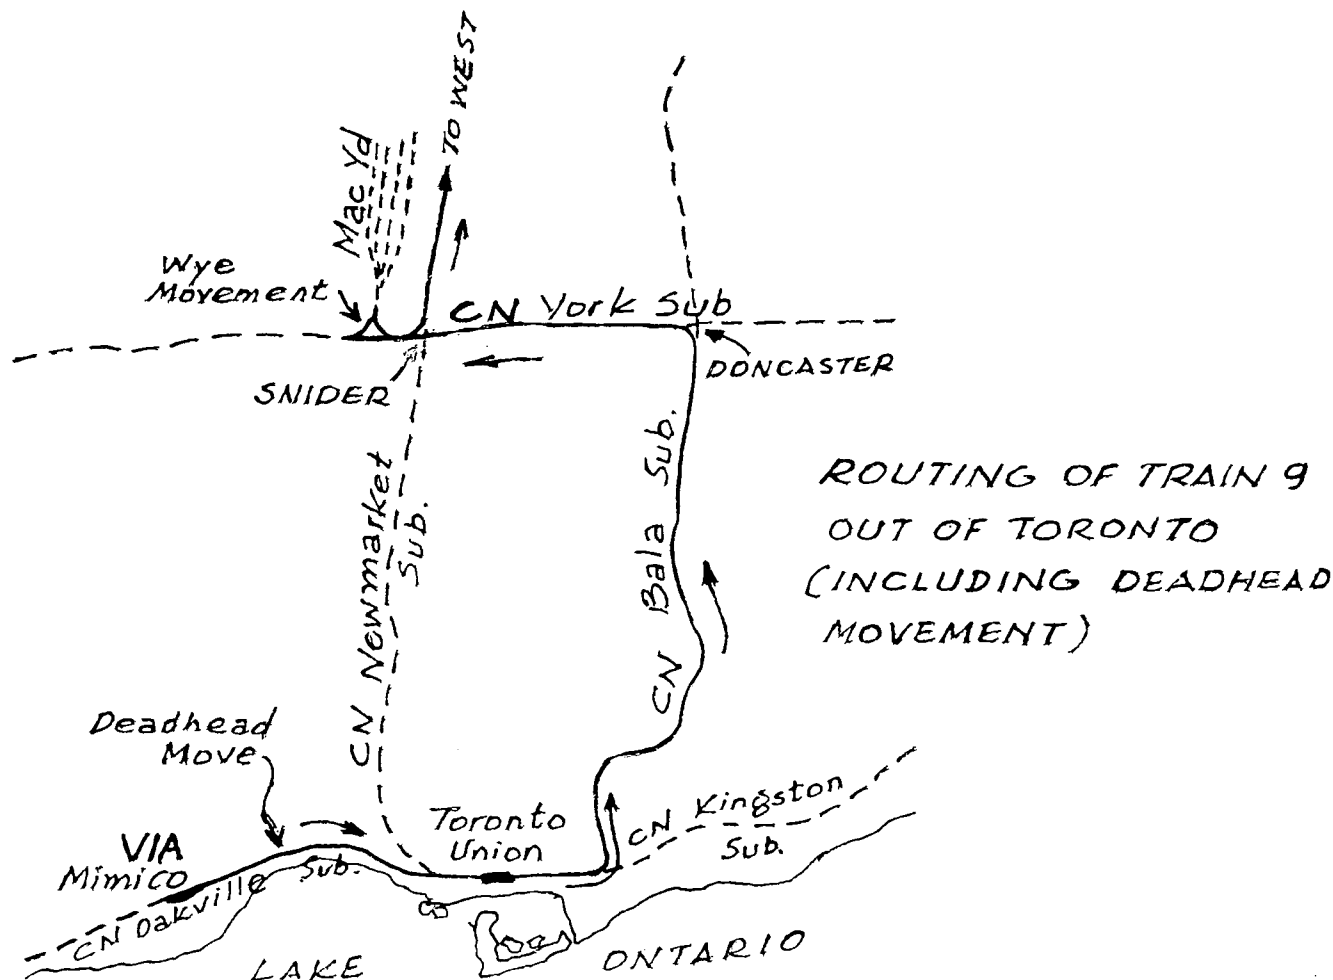 TO WEST
Mac Yd
Wye
Movement
CN York Sub
DONCASTER
SNIDER
CN Newmarket
Sub.
CN Bala Sub.
ROUTING OF TRAIN 9
OUT OF TORONTO
(INCLUDING DEADHEAD
MOVEMENT)
Deadhead
Move
VIA
Mimico
CN Oakville
Sub.
Toronto
Union
CN Kingston
Sub.
LAKE ONTARIO